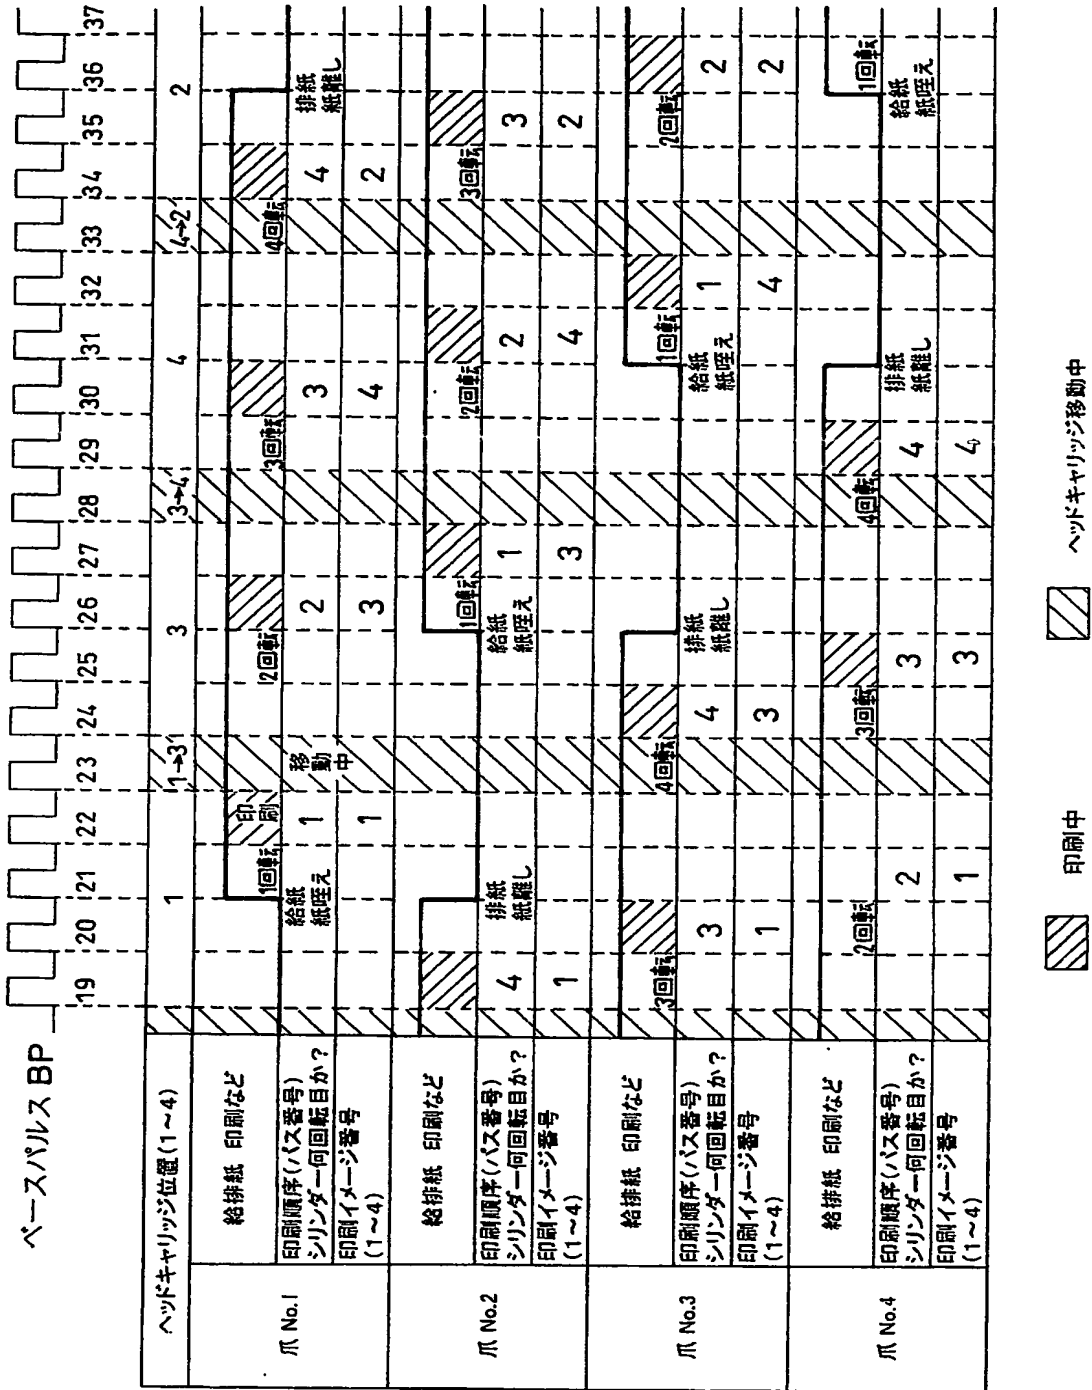 ベースパルス BP
19 20 21 22 23 24 25 26 27 28 29 30 31 32 33 34 35 36 37
ヘッドキャリッジ位置(1~4) 1 1→3 3 3→4 4 4→2 2
爪 No.1
給排紙 印刷など 1回転 印刷 2回転 3回転 4回転
印刷順序(パス番号)
シリンダー何回転目か?
給紙
紙咥え
1 移動中 2 3 4
排紙
紙離し
印刷イメージ番号
(1~4)
1 3 4 2
爪 No.2
給排紙 印刷など 1回転 2回転 3回転
印刷順序(パス番号)
シリンダー何回転目か?
4
排紙
紙離し
給紙
紙咥え
1 2 3
印刷イメージ番号
(1~4)
1 3 4 2
爪 No.3
給排紙 印刷など 3回転 4回転 1回転 2回転
印刷順序(パス番号)
シリンダー何回転目か?
3 4
排紙
紙離し
給紙
紙咥え
1 2
印刷イメージ番号
(1~4)
1 3 4 2
爪 No.4
給排紙 印刷など 2回転 3回転 4回転 1回転
印刷順序(パス番号)
シリンダー何回転目か?
2 3 4
排紙
紙離し
給紙
紙咥え
印刷イメージ番号
(1~4)
1 3 4
印刷中
ヘッドキャリッジ移動中